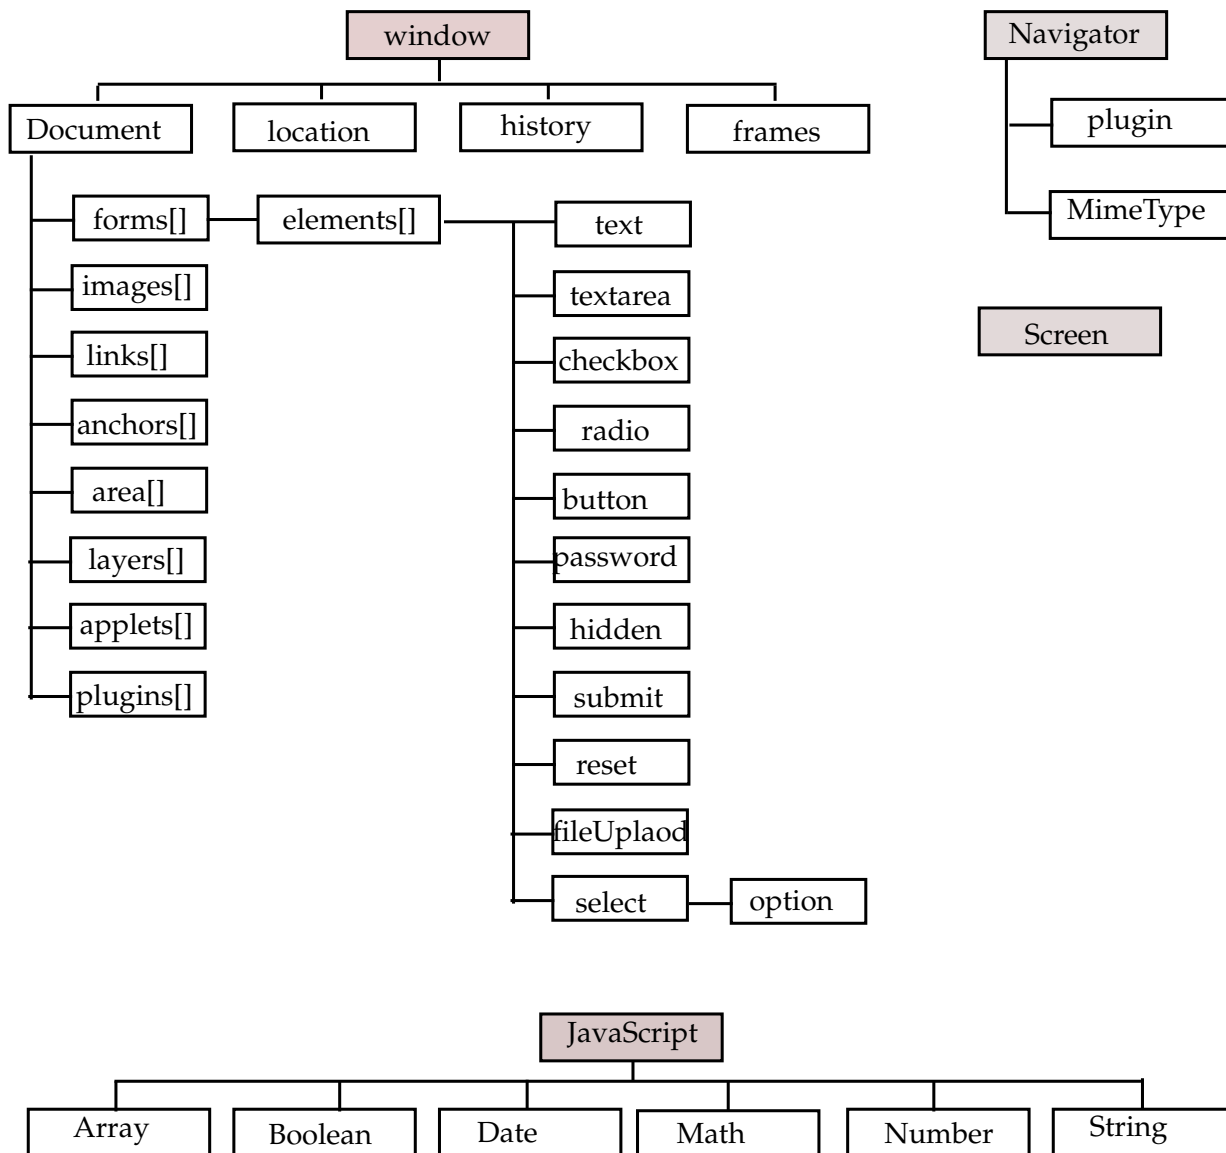 window
Navigator
Document
location
history
frames
plugin
MimeType
forms[]
elements[]
text
images[]
textarea
Screen
links[]
checkbox
anchors[]
radio
area[]
button
layers[]
password
applets[]
hidden
plugins[]
submit
reset
fileUplaod
select
option
JavaScript
Array
Boolean
Date
Math
Number
String